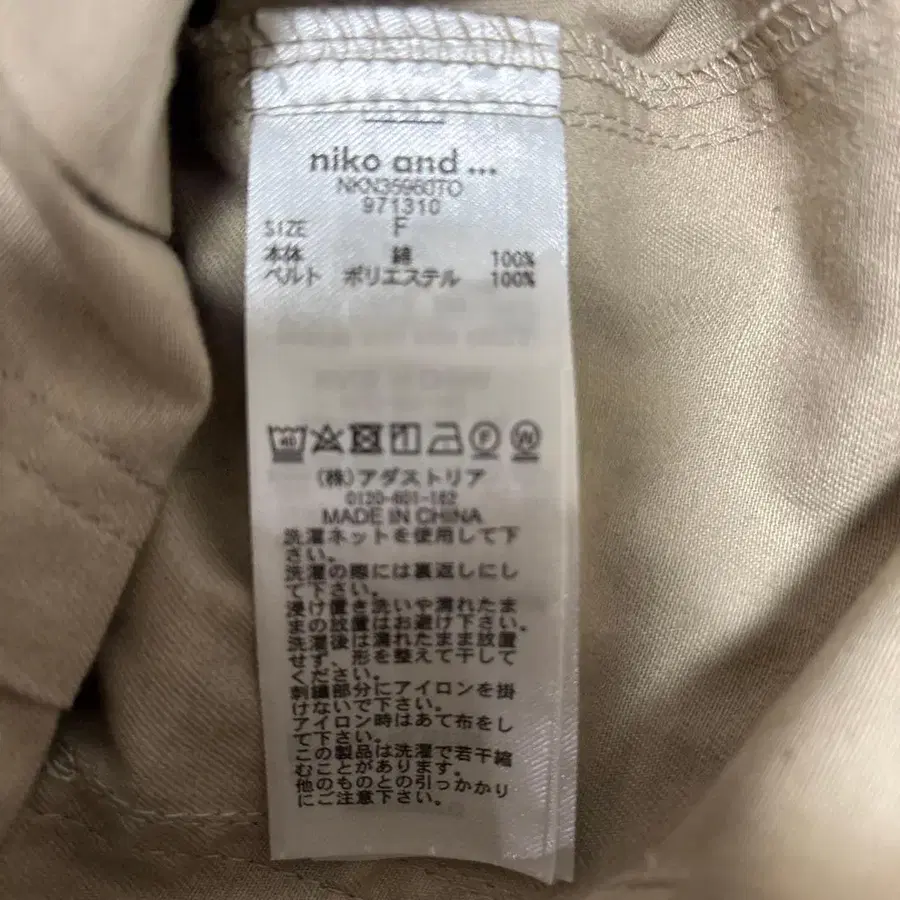 niko and ...
NKN35960TO
971310
SIZE F
本体 綿 100%
ベルト ポリエステル 100%
40
F
W
(株)アダストリア
0120-601-162
MADE IN CHINA
洗濯ネットを使用して下
さい。
洗濯の際には裏返しにし
て下さい。
浸け置き洗いや濡れたま
まの放置はお避け下さい。
洗濯後は濡れたまま放置
せず、形を整えて干して
ください。
刺繍部分にアイロンを掛
けないで下さい。
アイロン時はあて布をし
て下さい。
この製品は洗濯で若干縮
むことがあります。
他のものとの引っかかり
にご注意下さい。